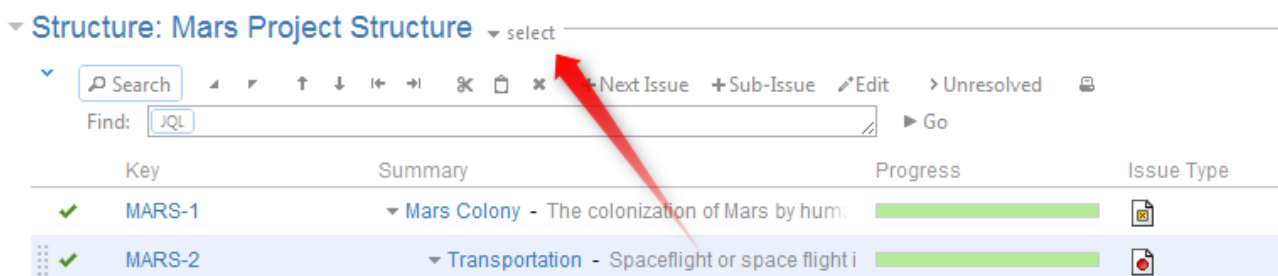 Structure: Mars Project Structure select
Search Next Issue Sub-Issue Edit Unresolved
Find: JQL Go
Key Summary Progress Issue Type
MARS-1 Mars Colony - The colonization of Mars by hum
MARS-2 Transportation - Spaceflight or space flight i